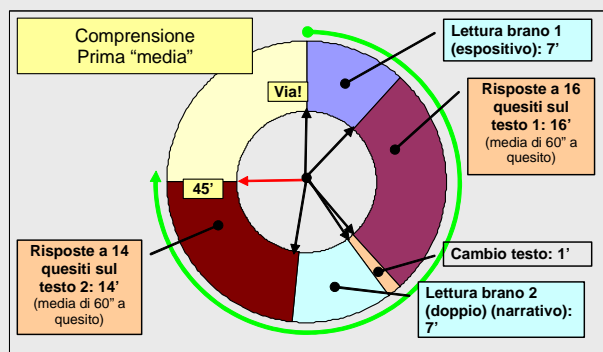 Comprensione
Prima “media”
Via!
Lettura brano 1
(espositivo): 7’
Risposte a 16
quesiti sul
testo 1: 16’
(media di 60” a
quesito)
Cambio testo: 1’
Lettura brano 2
(doppio) (narrativo):
7’
45’
Risposte a 14
quesiti sul
testo 2: 14’
(media di 60” a
quesito)